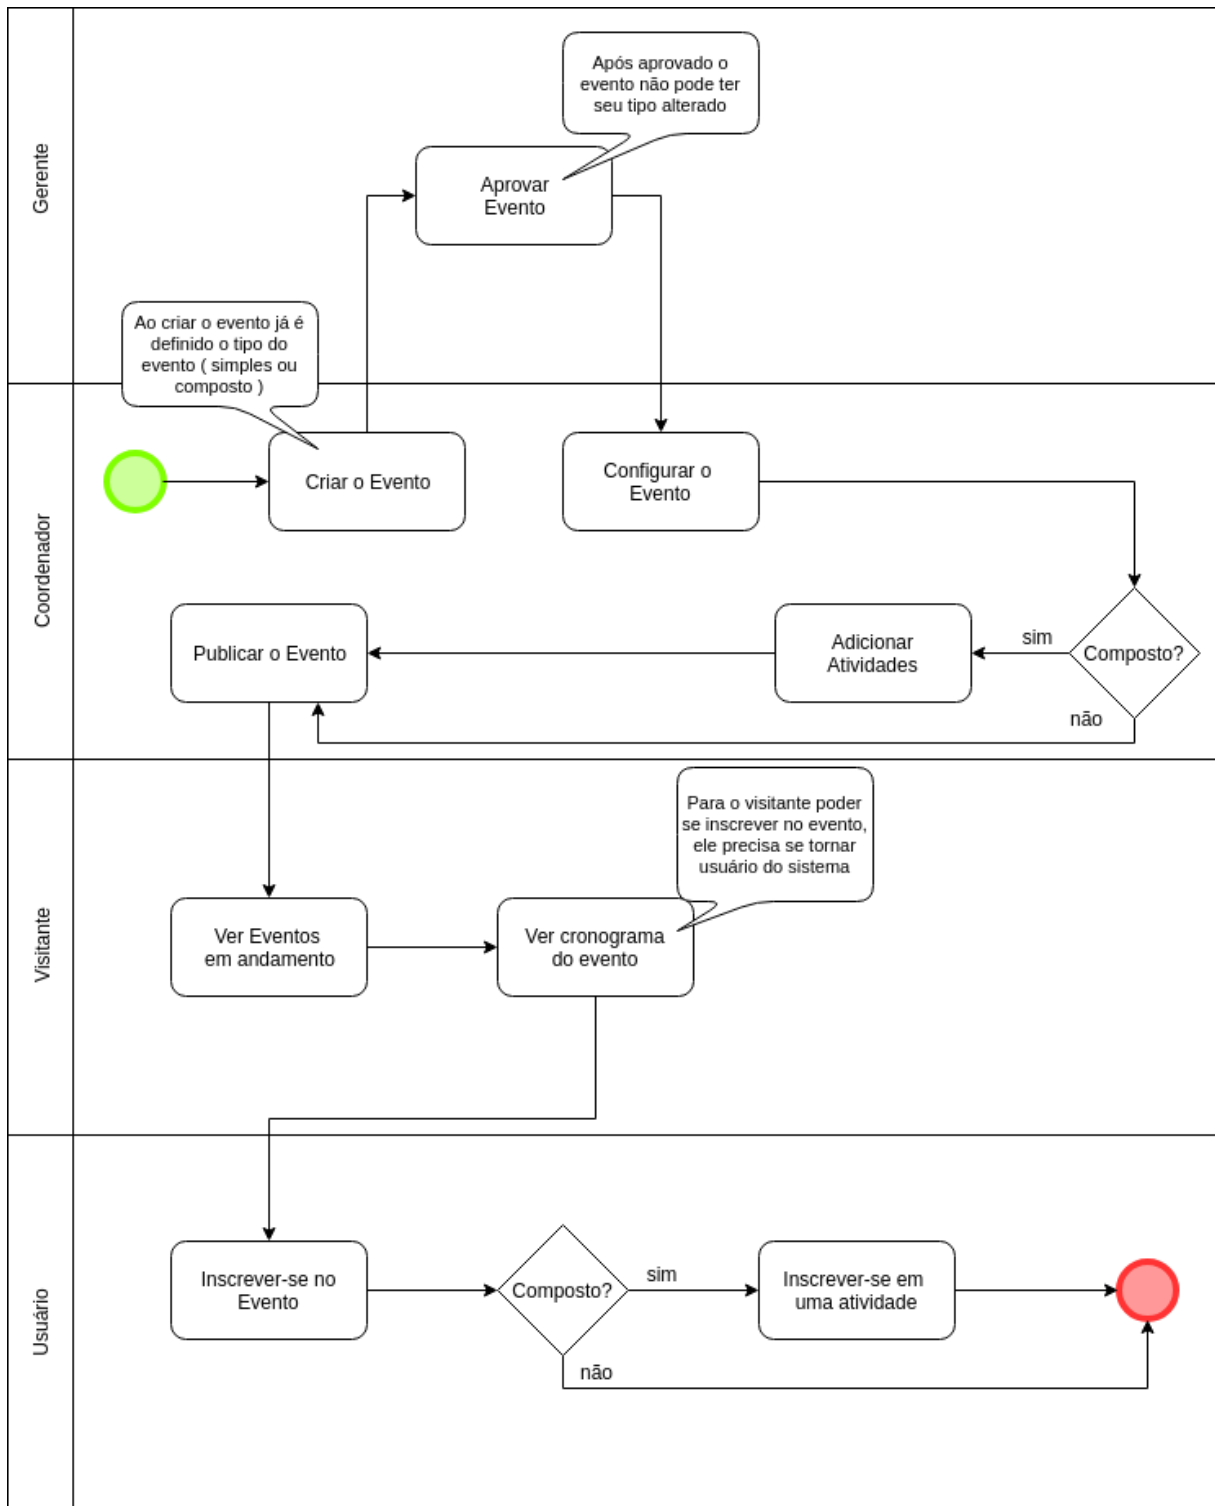 Gerente
Após aprovado o
evento não pode ter
seu tipo alterado
Aprovar
Evento
Ao criar o evento já é
definido o tipo do
evento ( simples ou
composto )
Coordenador
Criar o Evento
Configurar o
Evento
Publicar o Evento
Adicionar
Atividades
sim
Composto?
não
Visitante
Para o visitante poder
se inscrever no evento,
ele precisa se tornar
usuário do sistema
Ver Eventos
em andamento
Ver cronograma
do evento
Usuário
Inscrever-se no
Evento
Composto?
sim
Inscrever-se em
uma atividade
não